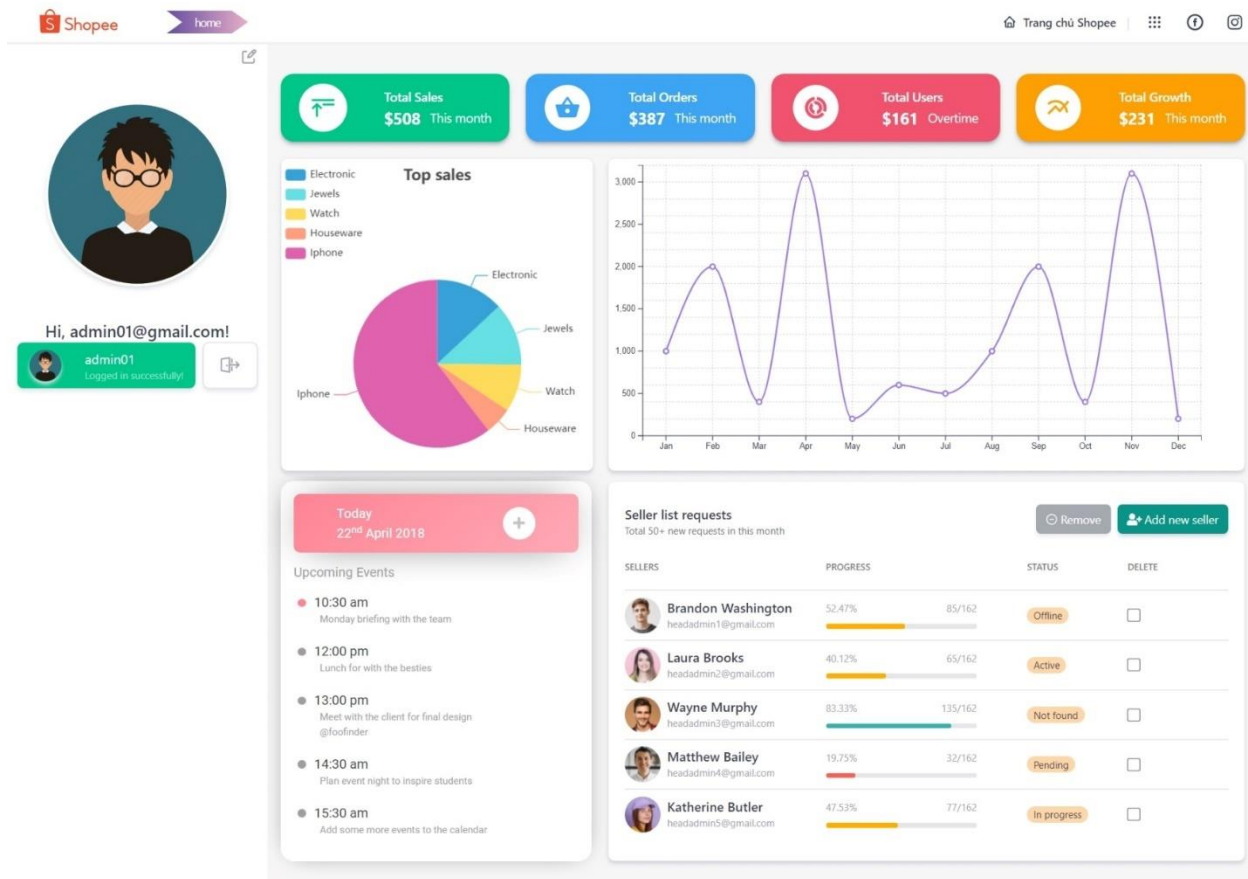 Shopee
home
Trang chủ Shopee
Total Sales
$508 This month
Total Orders
$387 This month
Total Users
$161 Overtime
Total Growth
$231 This month
Top sales
Electronic
Jewels
Watch
Houseware
Iphone
Electronic
Jewels
Watch
Houseware
Iphone
3,000
2,500
2,000
1,500
1,000
500
0
Jan Feb Mar Apr May Jun Jul Aug Sep Oct Nov Dec
Hi, admin01@gmail.com!
admin01
Logged in successfully!
Today
22nd April 2018
Upcoming Events
10:30 am
Monday briefing with the team
12:00 pm
Lunch for with the besties
13:00 pm
Meet with the client for final design
@foofinder
14:30 am
Plan event night to inspire students
15:30 am
Add some more events to the calendar
Seller list requests
Total 50+ new requests in this month
Remove
Add new seller
SELLERS PROGRESS STATUS DELETE
Brandon Washington
headadmin1@gmail.com
52.47% 85/162
Offline
Laura Brooks
headadmin2@gmail.com
40.12% 65/162
Active
Wayne Murphy
headadmin3@gmail.com
83.33% 135/162
Not found
Matthew Bailey
headadmin4@gmail.com
19.75% 32/162
Pending
Katherine Butler
headadmin5@gmail.com
47.53% 77/162
In progress